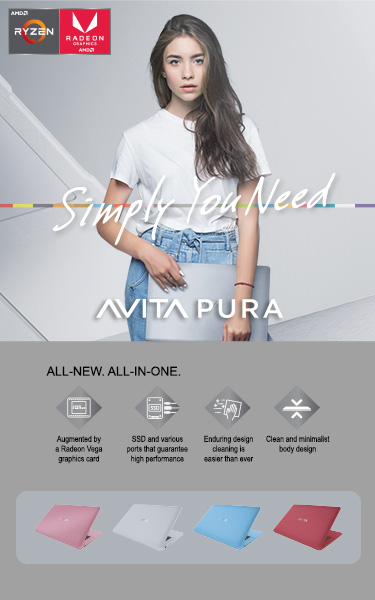 AMD
RYZEN
RADEON
GRAPHICS
AMD
Simply You Need
AVITA PURA
ALL-NEW. ALL-IN-ONE.
SSD
Augmented by
a Radeon Vega
graphics card
SSD and various
ports that guarantee
high performance
Enduring design
cleaning is
easier than ever
Clean and minimalist
body design